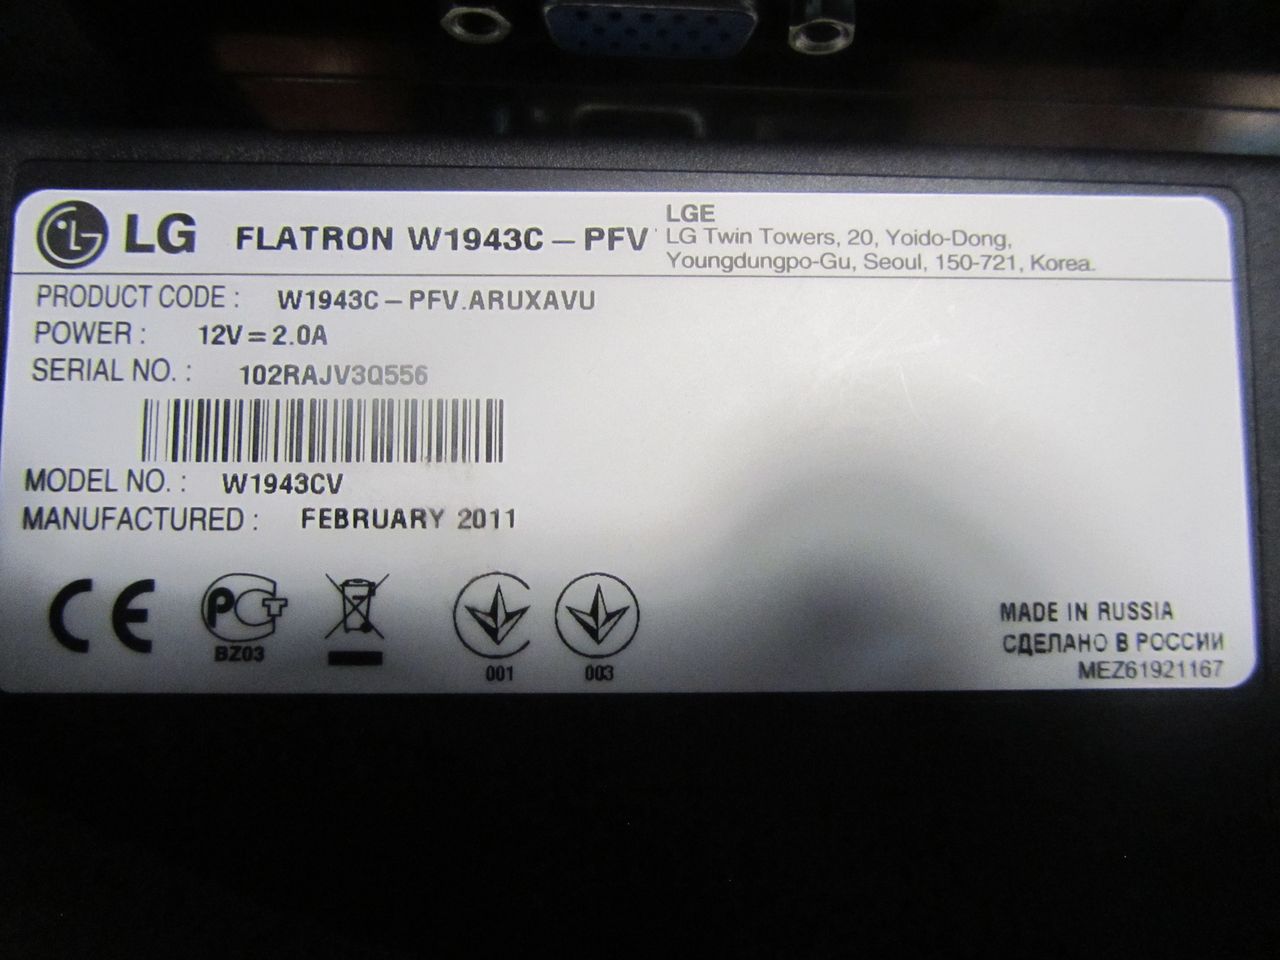 LG FLATRON W1943C-PFV
LGE
LG Twin Towers, 20, Yoido-Dong,
Youngdungpo-Gu, Seoul, 150-721, Korea.
PRODUCT CODE : W1943C-PFV.ARUXAVU
POWER : 12V = 2.0A
SERIAL NO. : 102RAJV3Q556
MODEL NO. : W1943CV
MANUFACTURED : FEBRUARY 2011
CE
PCT
BZ03
001
003
MADE IN RUSSIA
СДЕЛАНО В РОССИИ
MEZ61921167